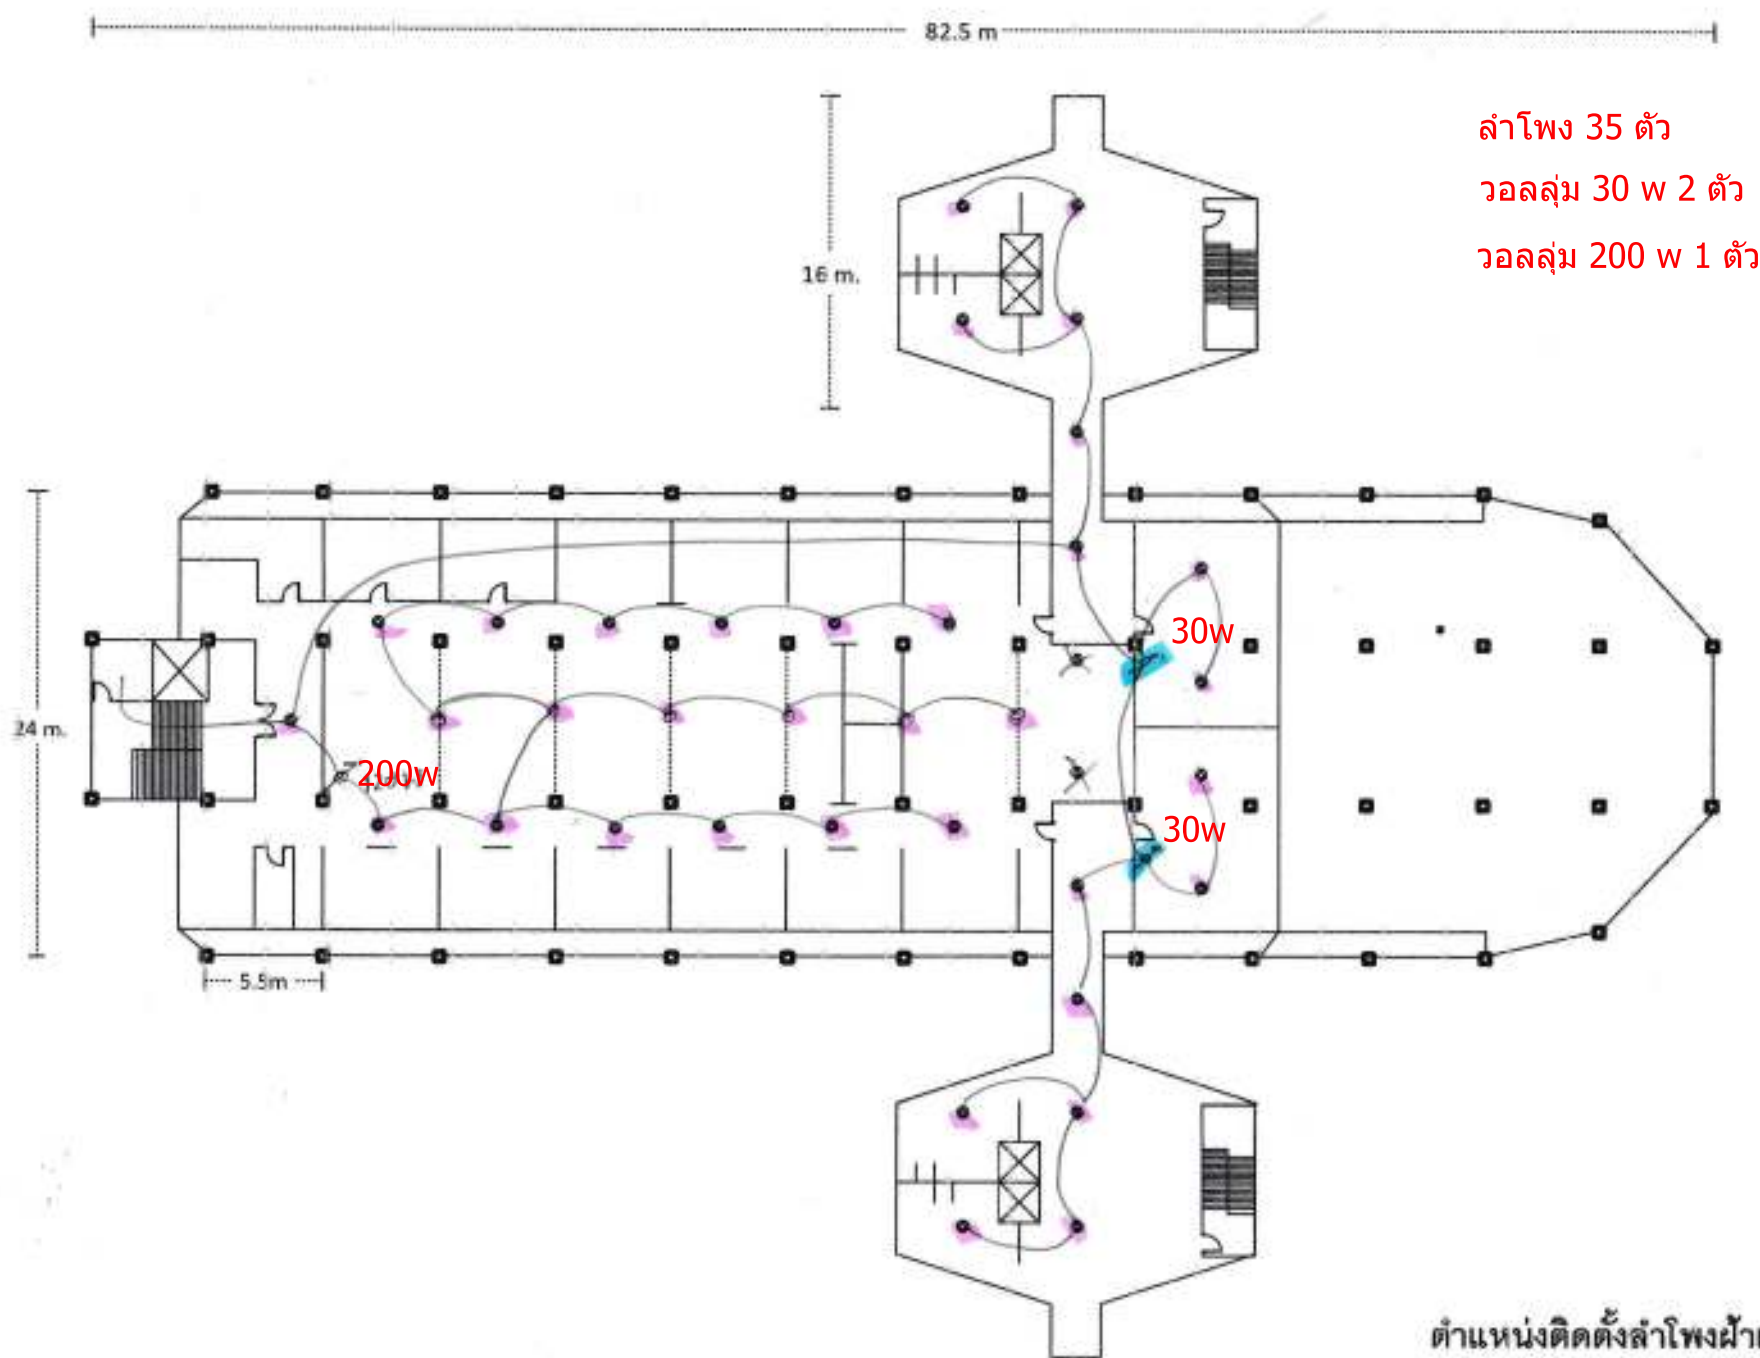 82.5 m
ลำโพง 35 ตัว
วอลลุ่ม 30 w 2 ตัว
วอลลุ่ม 200 w 1 ตัว
16 m.
30w
24 m.
200w
30w
5.5m
ตำแหน่งติดตั้งลำโพงฝ้า